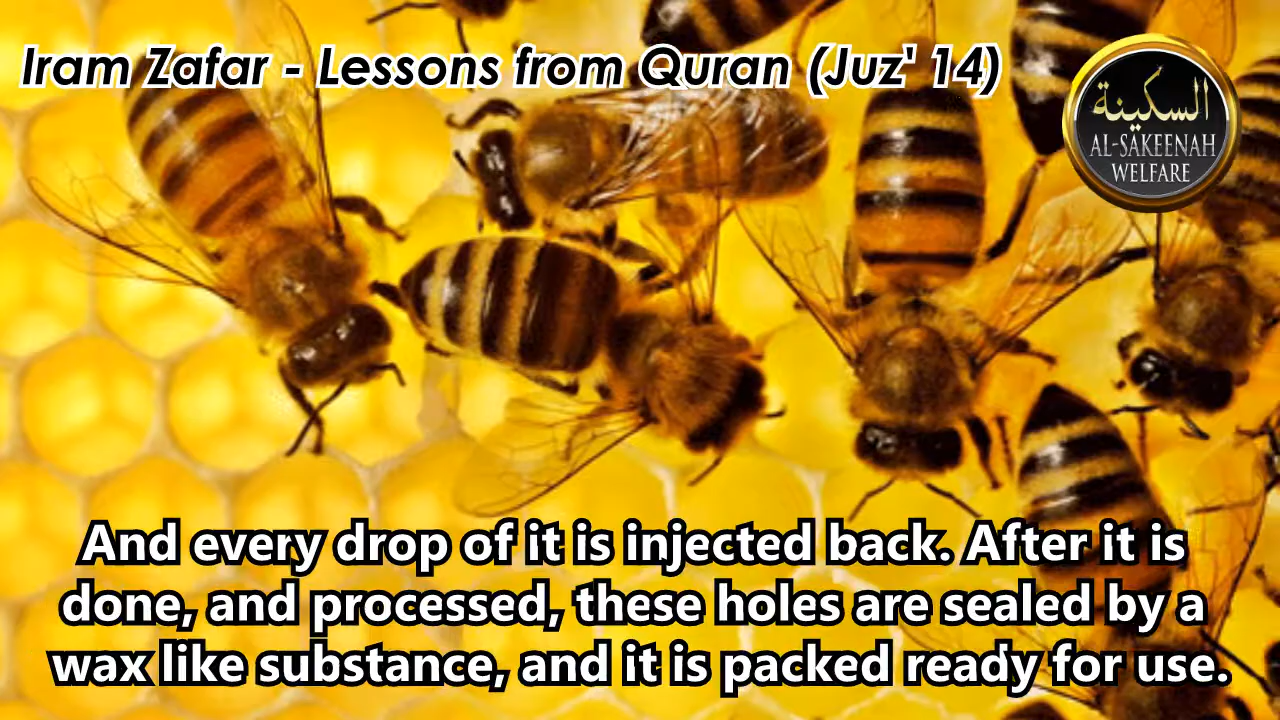 Iram Zafar - Lessons from Quran (Juz' 14)
السكينة
AL-SAKEENAH
WELFARE
And every drop of it is injected back. After it is
done, and processed, these holes are sealed by a
wax like substance, and it is packed ready for use.